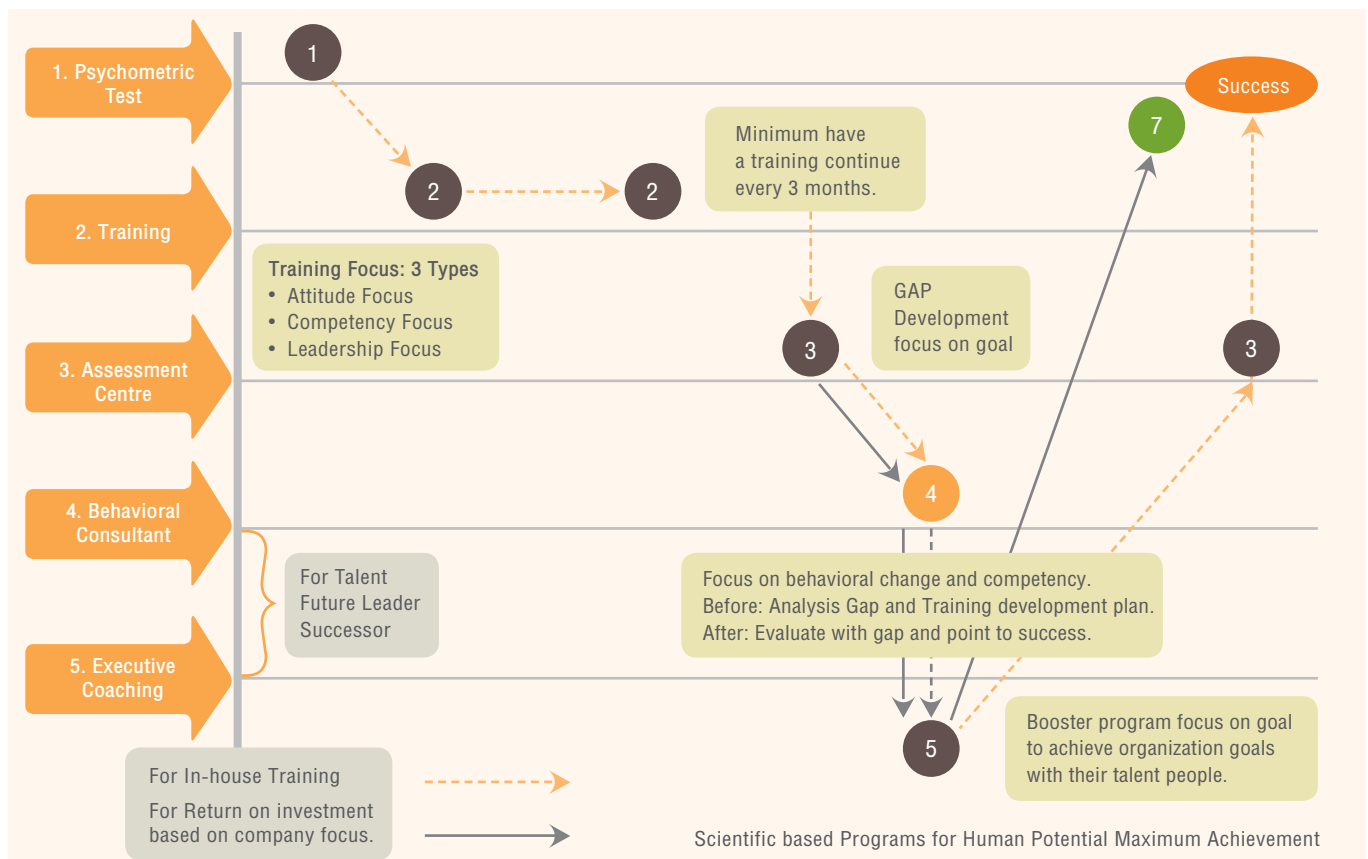 1. Psychometric
Test
1
Success
7
Minimum have
a training continue
every 3 months.
2
2
2. Training
Training Focus: 3 Types
• Attitude Focus
• Competency Focus
• Leadership Focus
GAP
Development
focus on goal
3
3
3. Assessment
Centre
4
4. Behavioral
Consultant
For Talent
Future Leader
Successor
Focus on behavioral change and competency.
Before: Analysis Gap and Training development plan.
After: Evaluate with gap and point to success.
5. Executive
Coaching
5
Booster program focus on goal
to achieve organization goals
with their talent people.
For In-house Training
For Return on investment
based on company focus.
Scientific based Programs for Human Potential Maximum Achievement